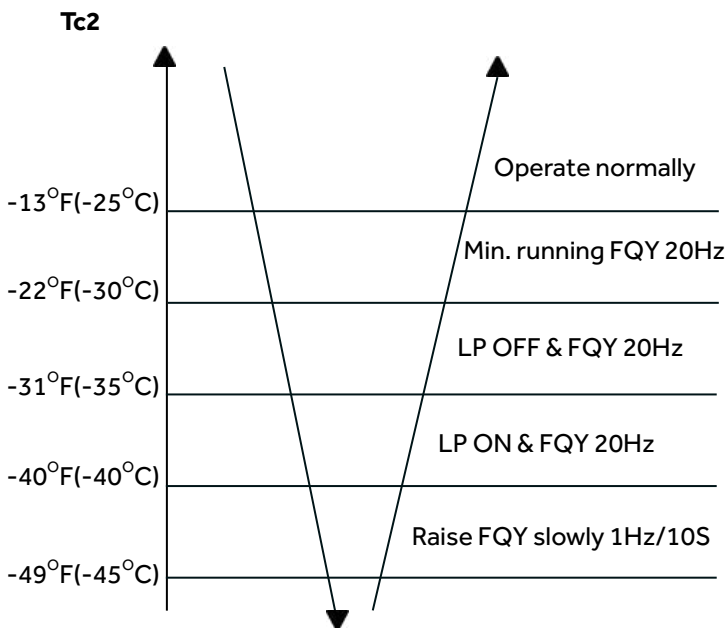 Tc2
Operate normally
-13°F(-25°C)
Min. running FQY 20Hz
-22°F(-30°C)
LP OFF & FQY 20Hz
-31°F(-35°C)
LP ON & FQY 20Hz
-40°F(-40°C)
Raise FQY slowly 1Hz/10S
-49°F(-45°C)